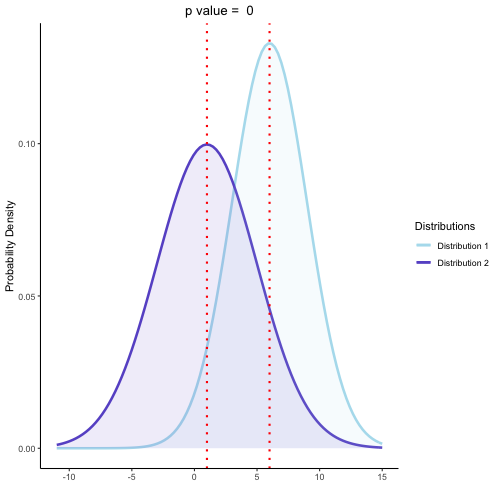 p value = 0
Probability Density
0.10
0.05
0.00
-10 -5 0 5 10 15
Distributions
Distribution 1
Distribution 2